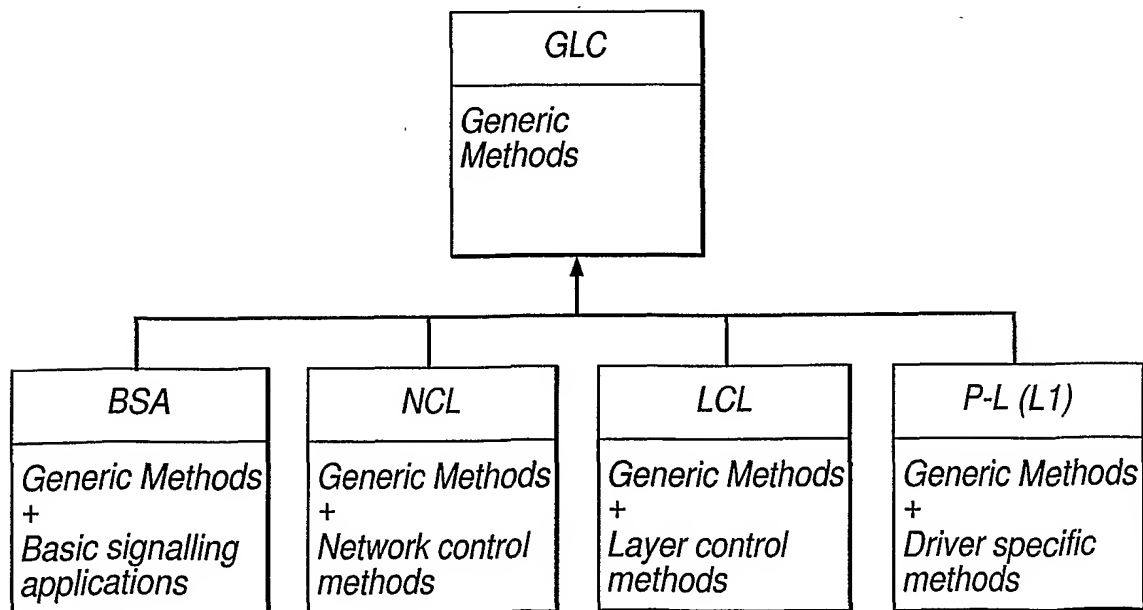 GLC
Generic
Methods
BSA
Generic Methods
+
Basic signalling
applications
NCL
Generic Methods
+
Network control
methods
LCL
Generic Methods
+
Layer control
methods
P-L (L1)
Generic Methods
+
Driver specific
methods